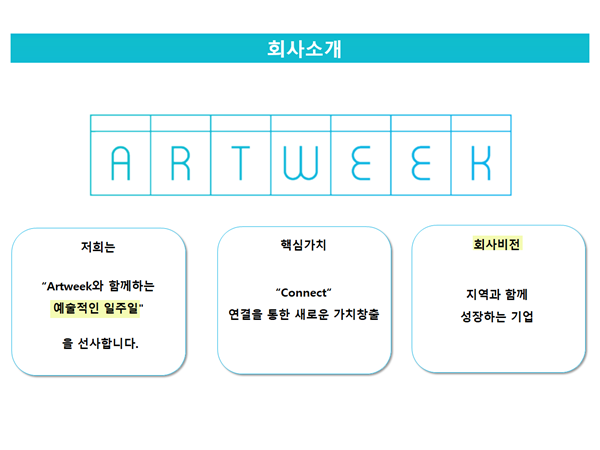 회사소개
ARTWEEK
저희는
"Artweek와 함께하는
예술적인 일주일"
을 선사합니다.
핵심가치
"Connect"
연결을 통한 새로운 가치창출
회사비전
지역과 함께
성장하는 기업